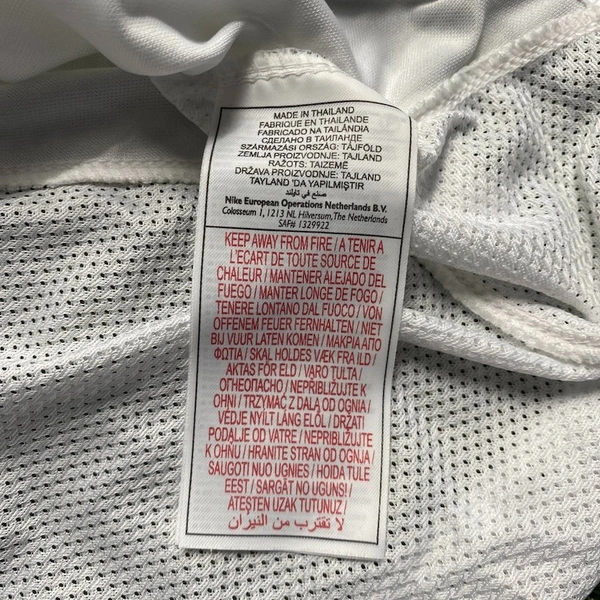 MADE IN THAILAND
FABRIQUE EN THAILANDE
FABRICADO NA TAILÂNDIA
СДЕЛАНО В ТАИЛАНДЕ
SZÁRMAZÁSI ORSZÁG: TÁJFÖLD
ZEMLJA PROIZVODNJE: TAJLAND
RAŽOTS: TAIZEMĒ
DRŽAVA PROIZVODNJE: TAJLAND
TAYLAND 'DA YAPILMIŞTIR
صنع في تايلند
Nike European Operations Netherlands B.V.
Colosseum 1, 1213 NL Hilversum, The Netherlands
SAF# 1329922
KEEP AWAY FROM FIRE / A TENIR A
L'ECART DE TOUTE SOURCE DE
CHALEUR / MANTENER ALEJADO DEL
FUEGO / MANTER LONGE DE FOGO /
TENERE LONTANO DAL FUOCO / VON
OFFENEM FEUER FERNHALTEN / NIET
BIJ VUUR LATEN KOMEN / ΜΑΚΡΙΑ ΑΠΟ
ΦΩΤΙΑ / SKAL HOLDES VÆK FRA ILD /
AKTAS FÖR ELD / VARO TULTA /
ОГНЕОПАСНО / NEPŘIBLIŽUJTE K
OHNI / TRZYMAĆ Z DALA OD OGNIA /
VÉDJE NYÍLT LÁNG ELŐL / DRŽATI
PODALJE OD VATRE / NEPRIBLIŽUJTE
K OHŇU / HRANITE STRAN OD OGNJA /
SAUGOTI NUO UGNIES / HOIDA TULE
EEST / SARGĀT NO UGUNS! /
ATEŞTEN UZAK TUTUNUZ /
لا تقترب من النيران